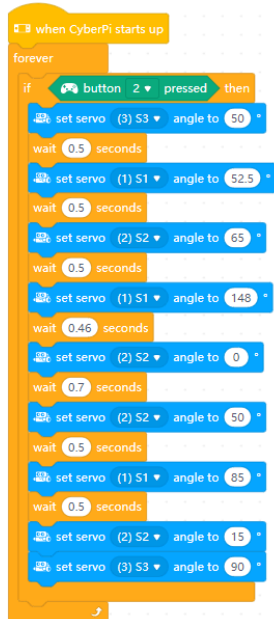 when CyberPi starts up
forever
if button 2 pressed then
set servo (3) S3 angle to 50 °
wait 0.5 seconds
set servo (1) S1 angle to 52.5 °
wait 0.5 seconds
set servo (2) S2 angle to 65 °
wait 0.5 seconds
set servo (1) S1 angle to 148 °
wait 0.46 seconds
set servo (2) S2 angle to 0 °
wait 0.7 seconds
set servo (2) S2 angle to 50 °
wait 0.5 seconds
set servo (1) S1 angle to 85 °
wait 0.5 seconds
set servo (2) S2 angle to 15 °
set servo (3) S3 angle to 90 °